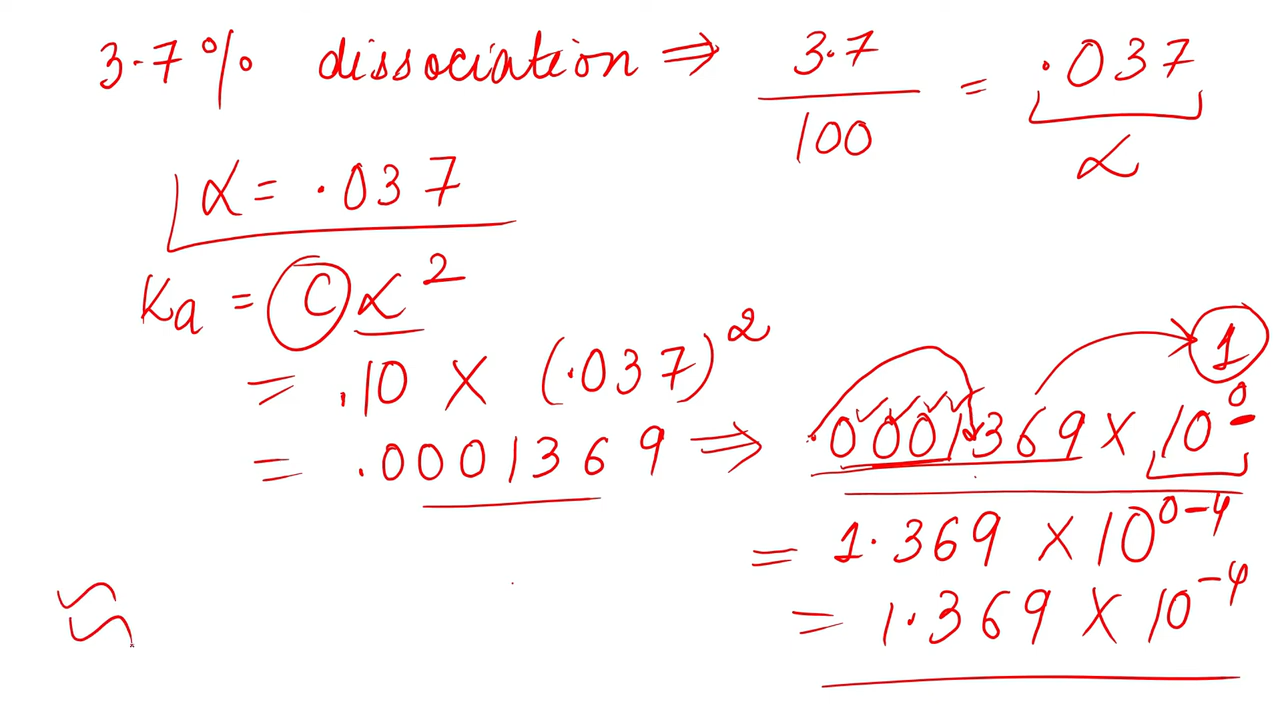 3.7% dissociation ⇒ 3.7/100 = .037
α
α = .037
Ka = Cα²
= .10 × (.037)²
1
= .0001369 ⇒ .0001369 × 10⁰
= 1.369 × 10⁰⁻⁴
= 1.369 × 10⁻⁴
≈